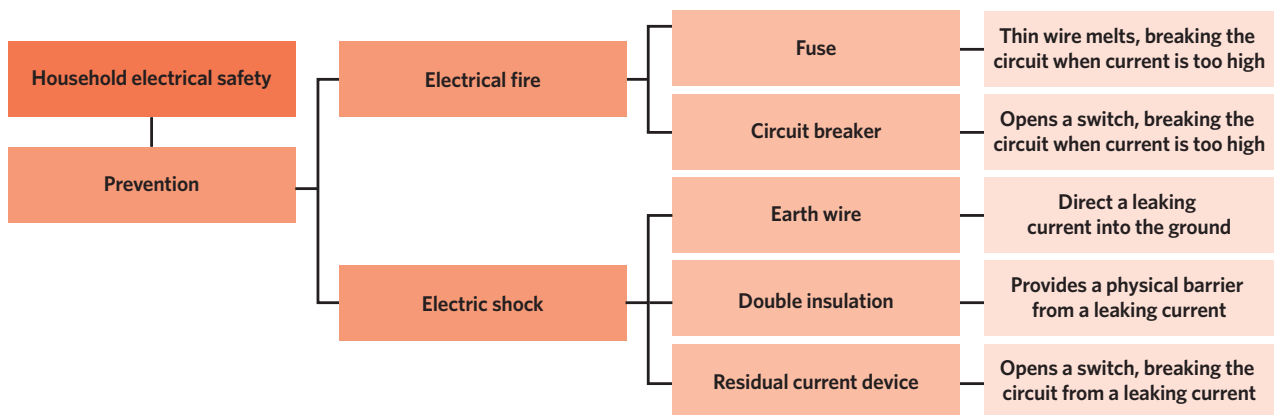 Household electrical safety
Prevention
Electrical fire
Fuse
Thin wire melts, breaking the
circuit when current is too high
Circuit breaker
Opens a switch, breaking the
circuit when current is too high
Electric shock
Earth wire
Direct a leaking
current into the ground
Double insulation
Provides a physical barrier
from a leaking current
Residual current device
Opens a switch, breaking the
circuit from a leaking current